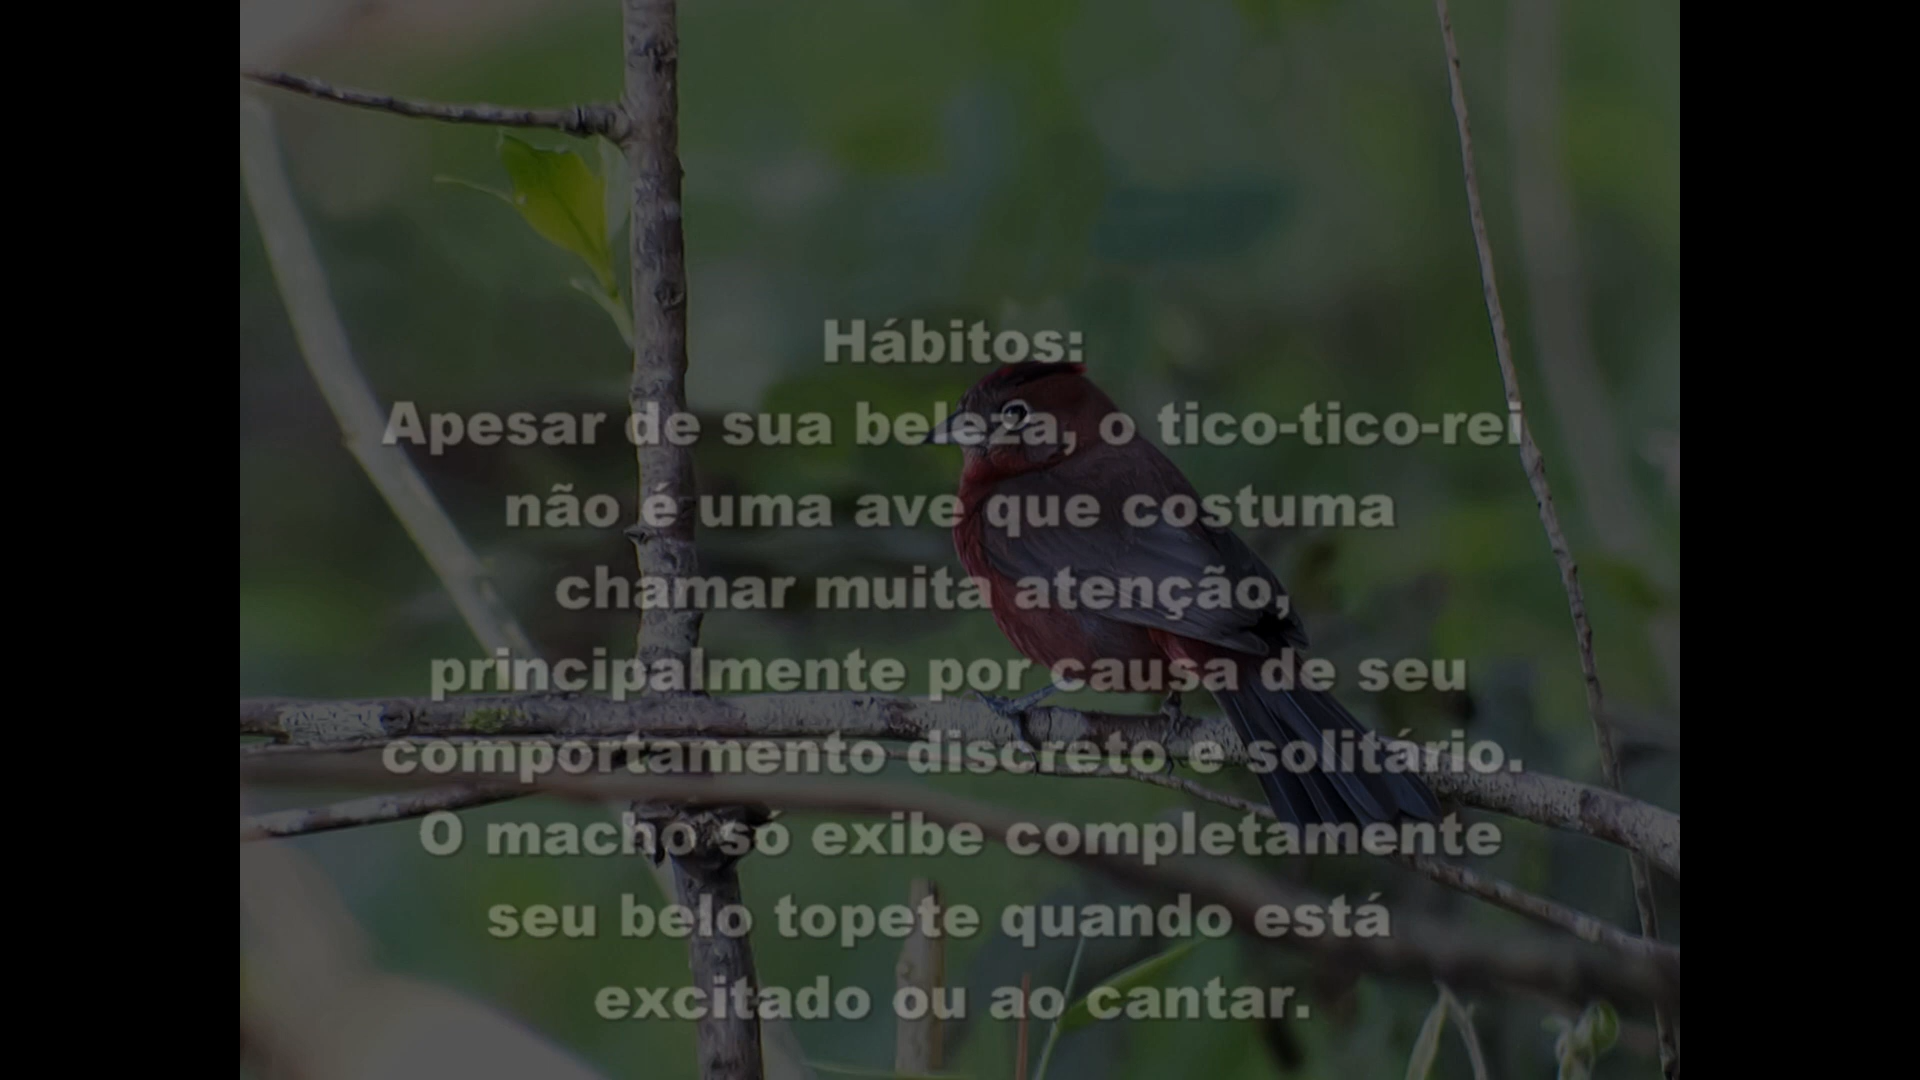 Hábitos:
Apesar de sua beleza, o tico-tico-rei
não é uma ave que costuma
chamar muita atenção,
principalmente por causa de seu
comportamento discreto e solitário.
O macho só exibe completamente
seu belo topete quando está
excitado ou ao cantar.